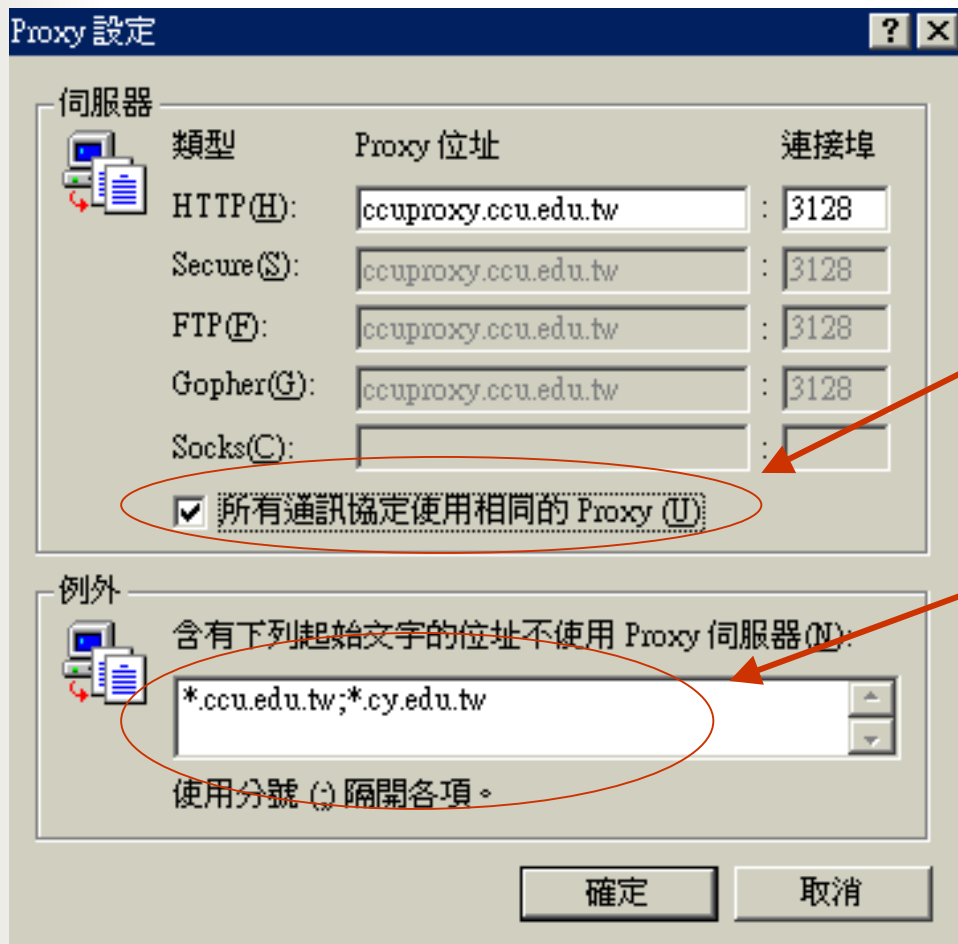 Proxy 設定
伺服器
類型 Proxy 位址 連接埠
HTTP(H): ccuproxy.ccu.edu.tw : 3128
Secure(S): ccuproxy.ccu.edu.tw : 3128
FTP(F): ccuproxy.ccu.edu.tw : 3128
Gopher(G): ccuproxy.ccu.edu.tw : 3128
Socks(C): :
所有通訊協定使用相同的 Proxy (U)
例外
含有下列起始文字的位址不使用 Proxy 伺服器(N):
*.ccu.edu.tw;*.cy.edu.tw
使用分號 (;) 隔開各項。
確定 取消